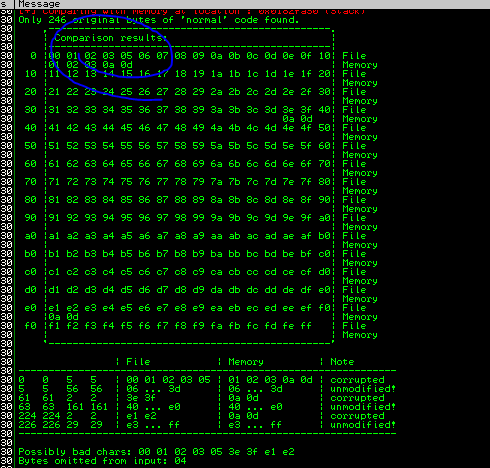 s Message
30 Only 246 original bytes of 'normal' code found.
30
30 Comparison results:
30
30 0 00 01 02 03 05 06 07 08 09 0a 0b 0c 0d 0e 0f 10 File
30 01 02 03 0a 0d Memory
30 10 11 12 13 14 15 16 17 18 19 1a 1b 1c 1d 1e 1f 20 File
30 Memory
30 20 21 22 23 24 25 26 27 28 29 2a 2b 2c 2d 2e 2f 30 File
30 Memory
30 30 31 32 33 34 35 36 37 38 39 3a 3b 3c 3d 3e 3f 40 File
30 0a 0d Memory
30 40 41 42 43 44 45 46 47 48 49 4a 4b 4c 4d 4e 4f 50 File
30 Memory
30 50 51 52 53 54 55 56 57 58 59 5a 5b 5c 5d 5e 5f 60 File
30 Memory
30 60 61 62 63 64 65 66 67 68 69 6a 6b 6c 6d 6e 6f 70 File
30 Memory
30 70 71 72 73 74 75 76 77 78 79 7a 7b 7c 7d 7e 7f 80 File
30 Memory
30 80 81 82 83 84 85 86 87 88 89 8a 8b 8c 8d 8e 8f 90 File
30 Memory
30 90 91 92 93 94 95 96 97 98 99 9a 9b 9c 9d 9e 9f a0 File
30 Memory
30 a0 a1 a2 a3 a4 a5 a6 a7 a8 a9 aa ab ac ad ae af b0 File
30 Memory
30 b0 b1 b2 b3 b4 b5 b6 b7 b8 b9 ba bb bc bd be bf c0 File
30 Memory
30 c0 c1 c2 c3 c4 c5 c6 c7 c8 c9 ca cb cc cd ce cf d0 File
30 Memory
30 d0 d1 d2 d3 d4 d5 d6 d7 d8 d9 da db dc dd de df e0 File
30 Memory
30 e0 e1 e2 e3 e4 e5 e6 e7 e8 e9 ea eb ec ed ee ef f0 File
30 0a 0d Memory
30 f0 f1 f2 f3 f4 f5 f6 f7 f8 f9 fa fb fc fd fe ff File
30 Memory
30
30
30 | File | Memory | Note
30
30 0 0 5 5 | 00 01 02 03 05 | 01 02 03 0a 0d | corrupted
30 5 5 56 56 | 06 ... 3d | 06 ... 3d | unmodified!
30 61 61 2 2 | 3e 3f | 0a 0d | corrupted
30 63 63 161 161 | 40 ... e0 | 40 ... e0 | unmodified!
30 224 224 2 2 | e1 e2 | 0a 0d | corrupted
30 226 226 29 29 | e3 ... ff | e3 ... ff | unmodified!
30
30
30 Possibly bad chars: 00 01 02 03 05 3e 3f e1 e2
30 Bytes omitted from input: 04